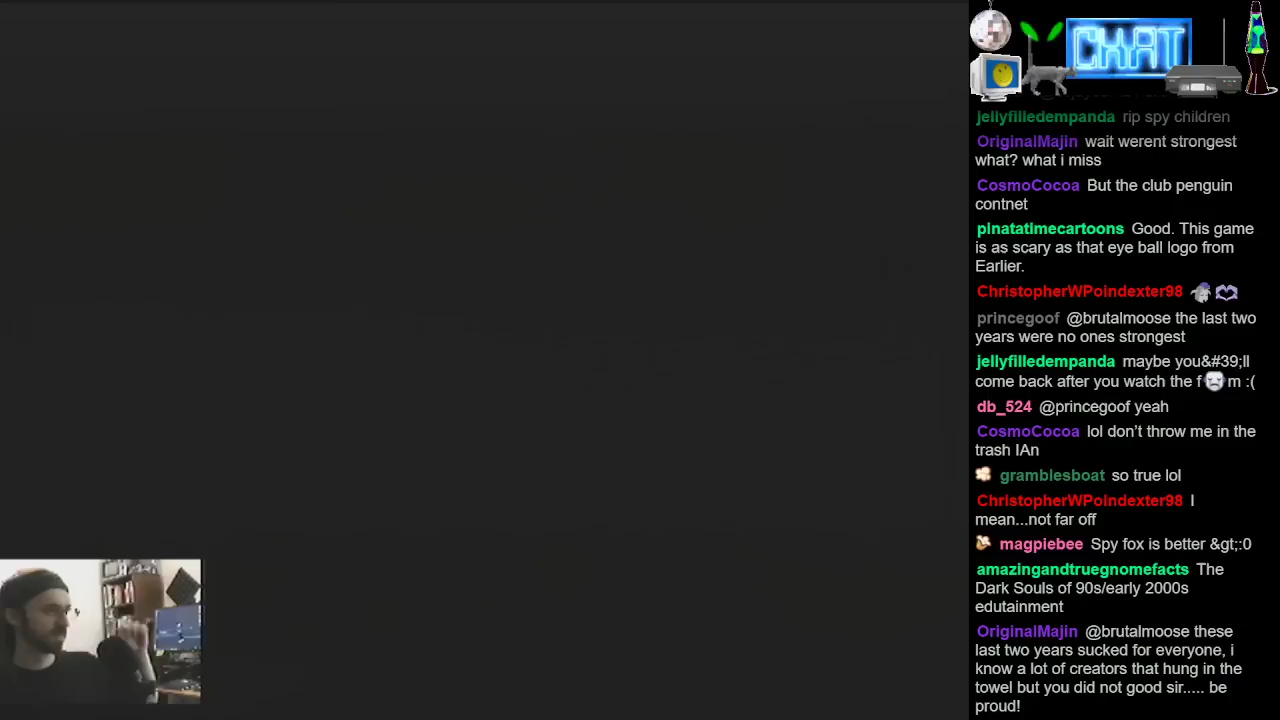 CHAT
jellyfilledempanda rip spy children
OriginalMajin wait werent strongest
what? what i miss
CosmoCocoa But the club penguin
contnet
pinatatimecartoons Good. This game
is as scary as that eye ball logo from
Earlier.
ChristopherWPoindexter98
princegoof @brutalmoose the last two
years were no ones strongest
jellyfilledempanda maybe you&#39;ll
come back after you watch the f m :(
db_524 @princegoof yeah
CosmoCocoa lol don’t throw me in the
trash IAn
gramblesboat so true lol
ChristopherWPoindexter98 I
mean...not far off
magpiebee Spy fox is better &gt;:0
amazingandtruegnomefacts The
Dark Souls of 90s/early 2000s
edutainment
OriginalMajin @brutalmoose these
last two years sucked for everyone, i
know a lot of creators that hung in the
towel but you did not good sir..... be
proud!